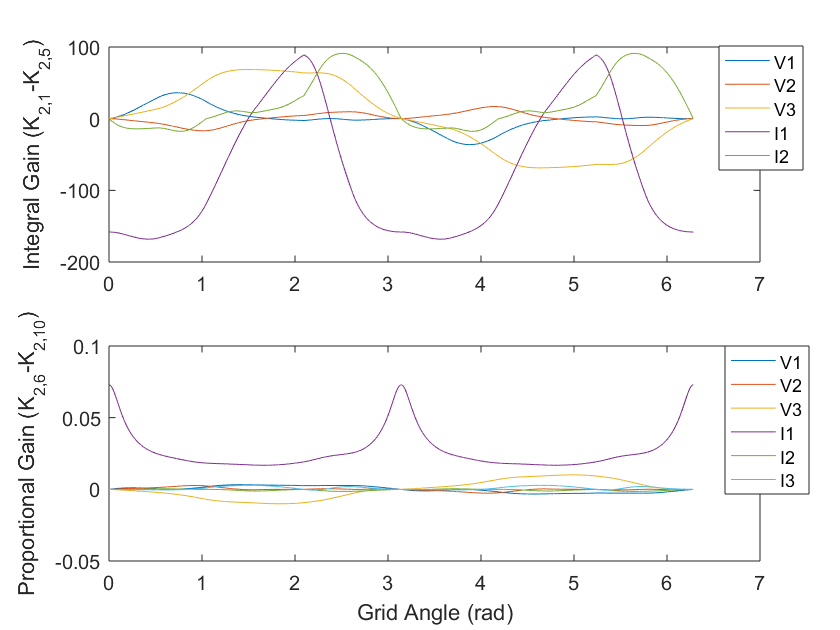 Integral Gain (K2,1-K2,5)
100
0
-100
-200
0 1 2 3 4 5 6 7
V1
V2
V3
I1
I2
Proportional Gain (K2,6-K2,10)
0.1
0.05
0
-0.05
0 1 2 3 4 5 6 7
Grid Angle (rad)
V1
V2
V3
I1
I2
I3